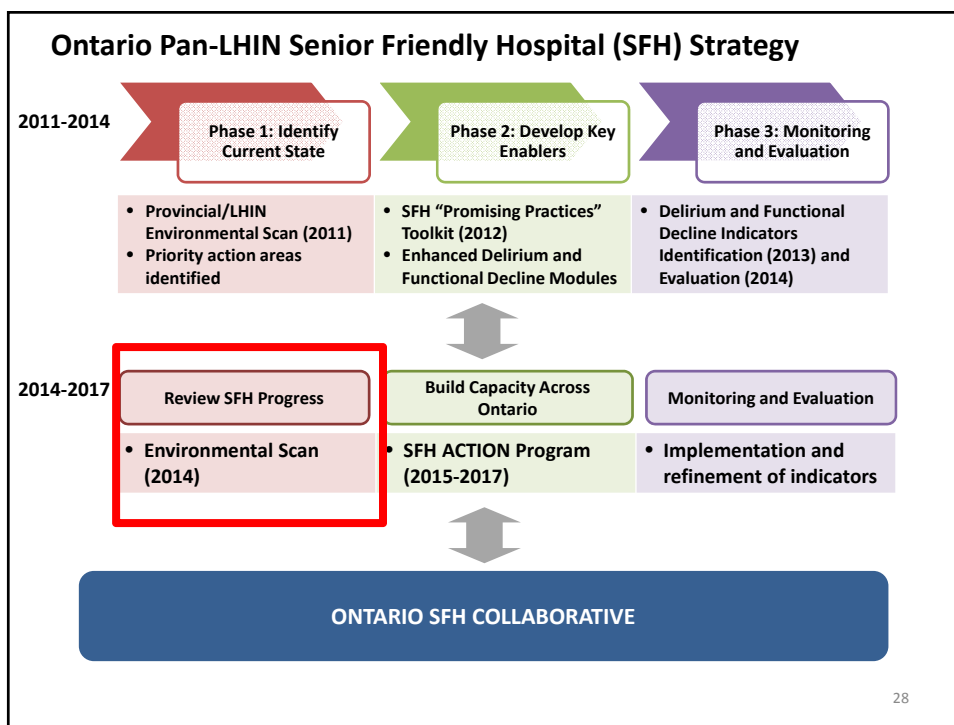 Ontario Pan-LHIN Senior Friendly Hospital (SFH) Strategy
2011-2014
Phase 1: Identify
Current State
Phase 2: Develop Key
Enablers
Phase 3: Monitoring
and Evaluation
• Provincial/LHIN
Environmental Scan (2011)
• Priority action areas
identified
• SFH “Promising Practices”
Toolkit (2012)
• Enhanced Delirium and
Functional Decline Modules
• Delirium and Functional
Decline Indicators
Identification (2013) and
Evaluation (2014)
2014-2017
Review SFH Progress
Build Capacity Across
Ontario
Monitoring and Evaluation
• Environmental Scan
(2014)
• SFH ACTION Program
(2015-2017)
• Implementation and
refinement of indicators
ONTARIO SFH COLLABORATIVE
28